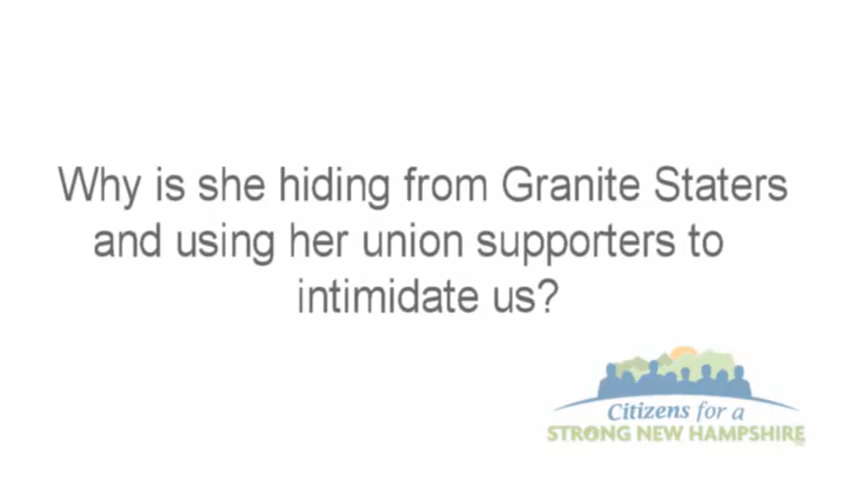 Why is she hiding from Granite Staters
and using her union supporters to
intimidate us?
Citizens for a
STRONG NEW HAMPSHIRE